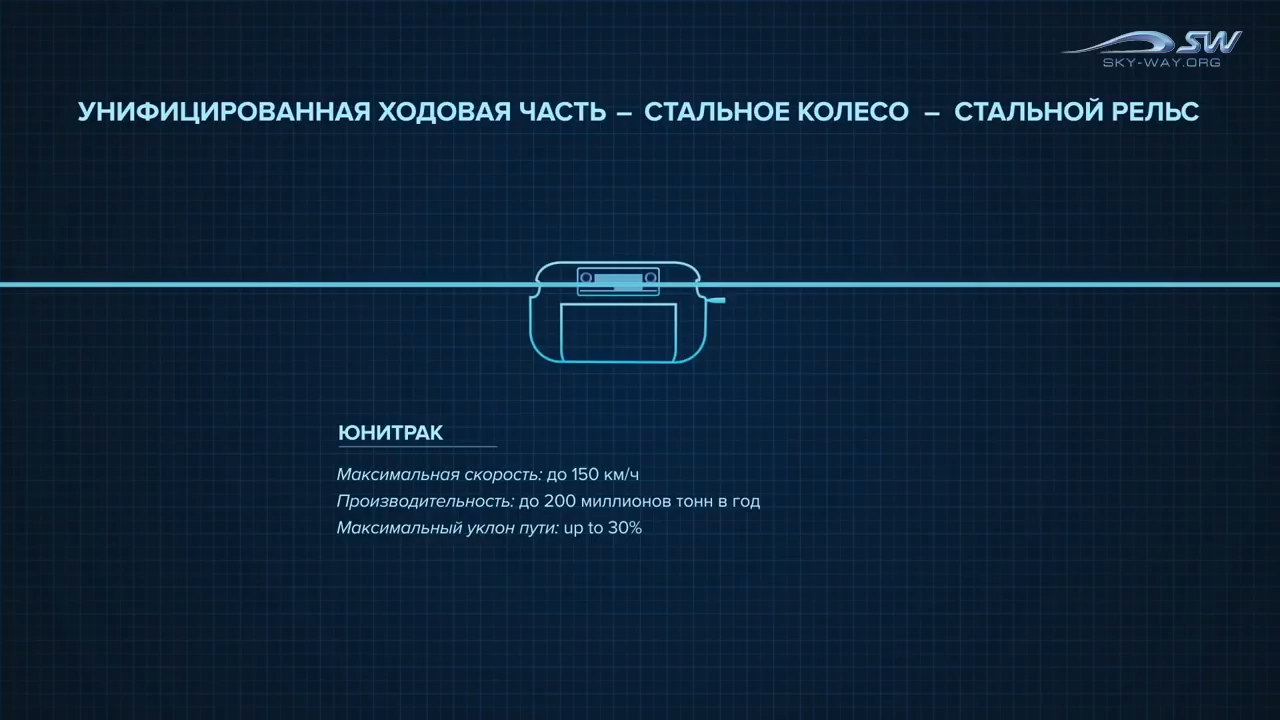 SW
SKY-WAY.ORG
УНИФИЦИРОВАННАЯ ХОДОВАЯ ЧАСТЬ – СТАЛЬНОЕ КОЛЕСО – СТАЛЬНОЙ РЕЛЬС
ЮНИТРАК
Максимальная скорость: до 150 км/ч
Производительность: до 200 миллионов тонн в год
Максимальный уклон пути: up to 30%